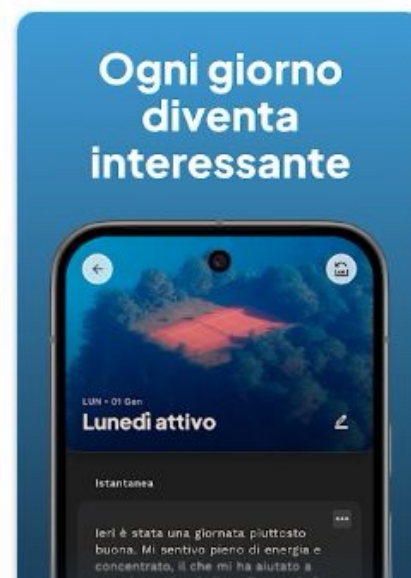 Ogni giorno
diventa
interessante
LUN • 01 Gen
Lunedì attivo
Istantanea
Ieri è stata una giornata piuttosto
buona. Mi sentivo pieno di energia e
concentrato, il che mi ha aiutato a